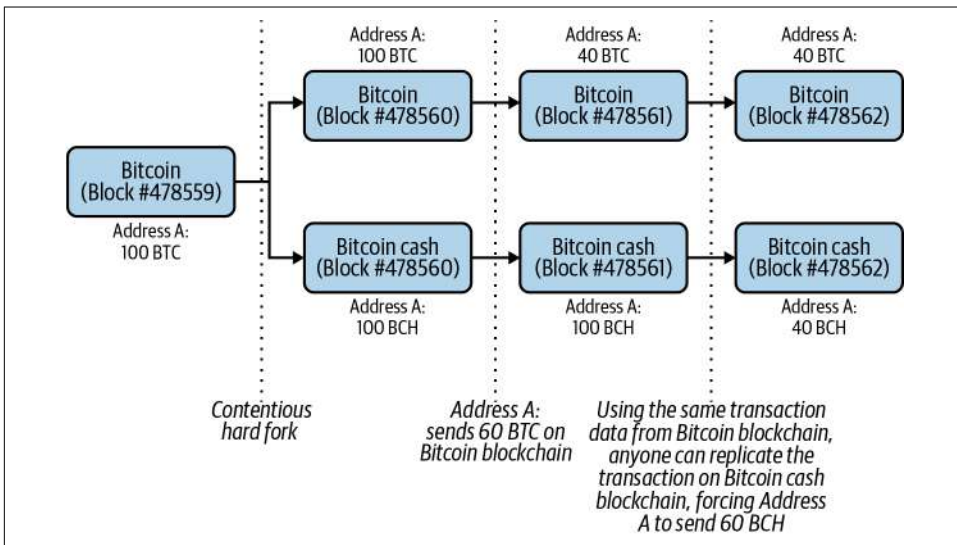 Address A:
100 BTC
Address A:
40 BTC
Address A:
40 BTC
Bitcoin
(Block #478560)
Bitcoin
(Block #478561)
Bitcoin
(Block #478562)
Bitcoin
(Block #478559)
Address A:
100 BTC
Bitcoin cash
(Block #478560)
Bitcoin cash
(Block #478561)
Bitcoin cash
(Block #478562)
Address A:
100 BCH
Address A:
100 BCH
Address A:
40 BCH
Contentious
hard fork
Address A:
sends 60 BTC on
Bitcoin blockchain
Using the same transaction
data from Bitcoin blockchain,
anyone can replicate the
transaction on Bitcoin cash
blockchain, forcing Address
A to send 60 BCH